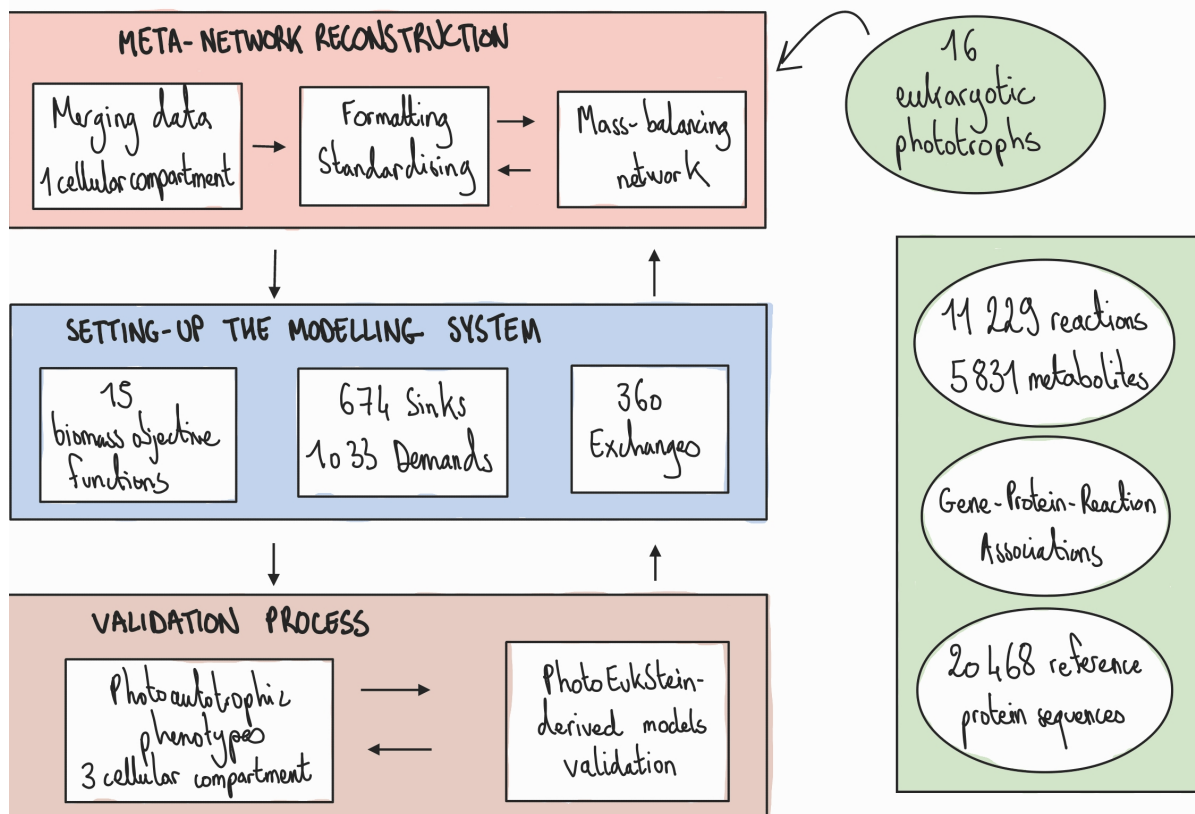 META-NETWORK RECONSTRUCTION
Merging data
1 cellular compartment
Formatting
Standardising
Mass-balancing
network
16
eukaryotic
phototrophs
SETTING-UP THE MODELLING SYSTEM
15
biomass objective
functions
674 Sinks
1033 Demands
360
Exchanges
VALIDATION PROCESS
Photoautotrophic
phenotypes
3 cellular compartment
PhotoEukStein-
derived models
validation
11 229 reactions
5831 metabolites
Gene-Protein-Reaction
Associations
20 468 reference
protein sequences